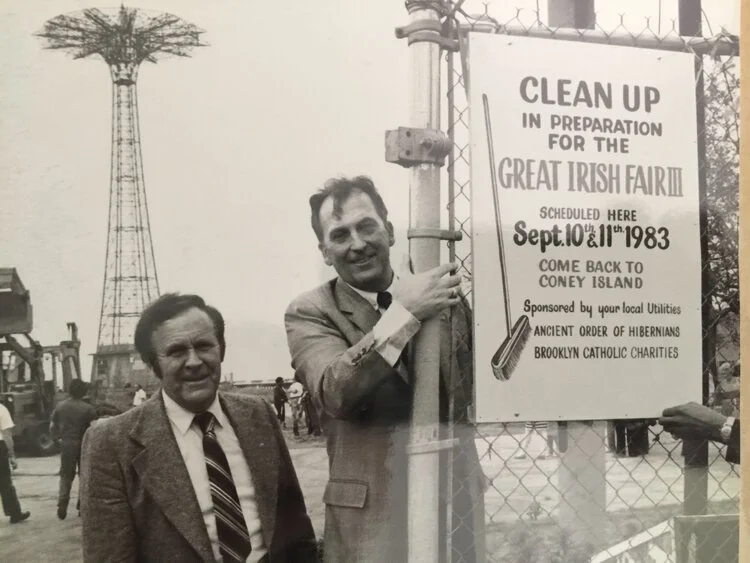 CLEAN UP
IN PREPARATION
FOR THE
GREAT IRISH FAIR III
SCHEDULED HERE
Sept. 10th & 11th 1983
COME BACK TO
CONEY ISLAND
Sponsored by your local Utilities
ANCIENT ORDER OF HIBERNIANS
BROOKLYN CATHOLIC CHARITIES